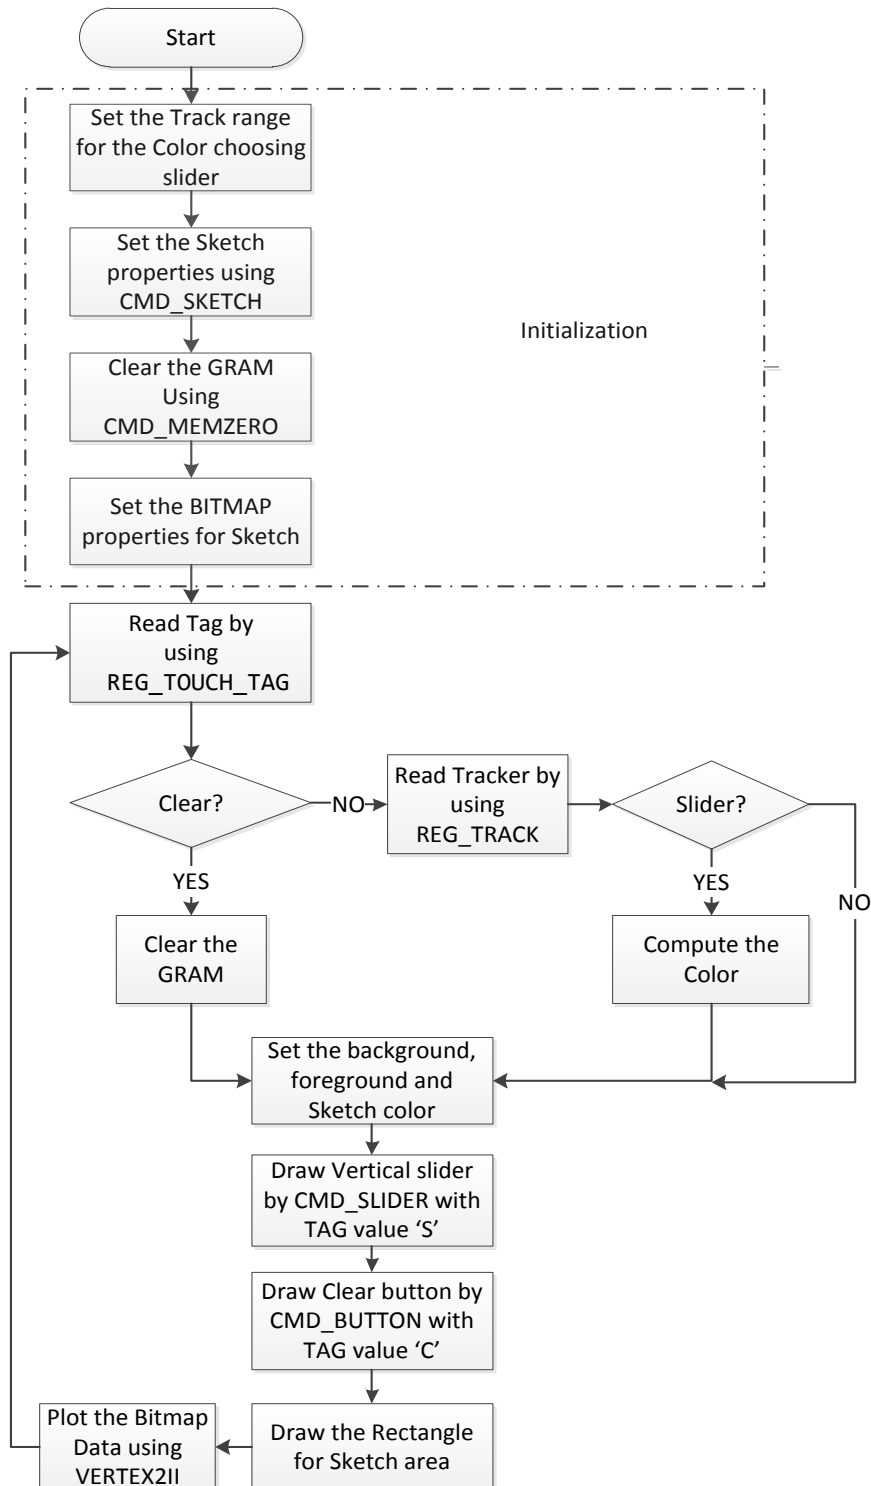 Start
Set the Track range
for the Color choosing
slider
Set the Sketch
properties using
CMD_SKETCH
Initialization
Clear the GRAM
Using
CMD_MEMZERO
Set the BITMAP
properties for Sketch
Read Tag by
using
REG_TOUCH_TAG
Clear?
NO
Read Tracker by
using
REG_TRACK
Slider?
YES
YES
NO
Clear the
GRAM
Compute the
Color
Set the background,
foreground and
Sketch color
Draw Vertical slider
by CMD_SLIDER with
TAG value ‘S’
Draw Clear button by
CMD_BUTTON with
TAG value ‘C’
Draw the Rectangle
for Sketch area
Plot the Bitmap
Data using
VERTEX2II